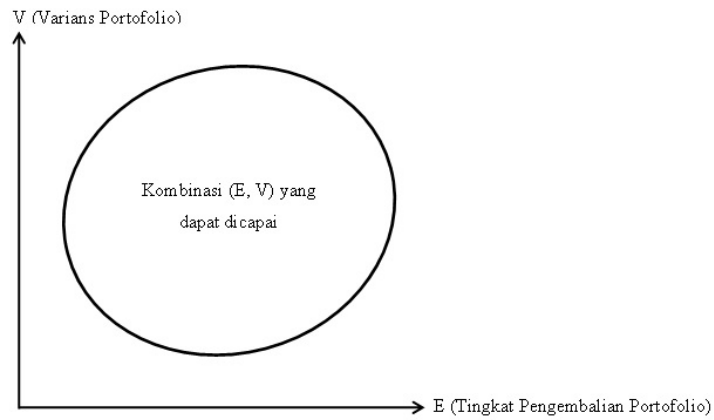 V (Varians Portofolio)
Kombinasi (E, V) yang
dapat dicapai
E (Tingkat Pengembalian Portofolio)